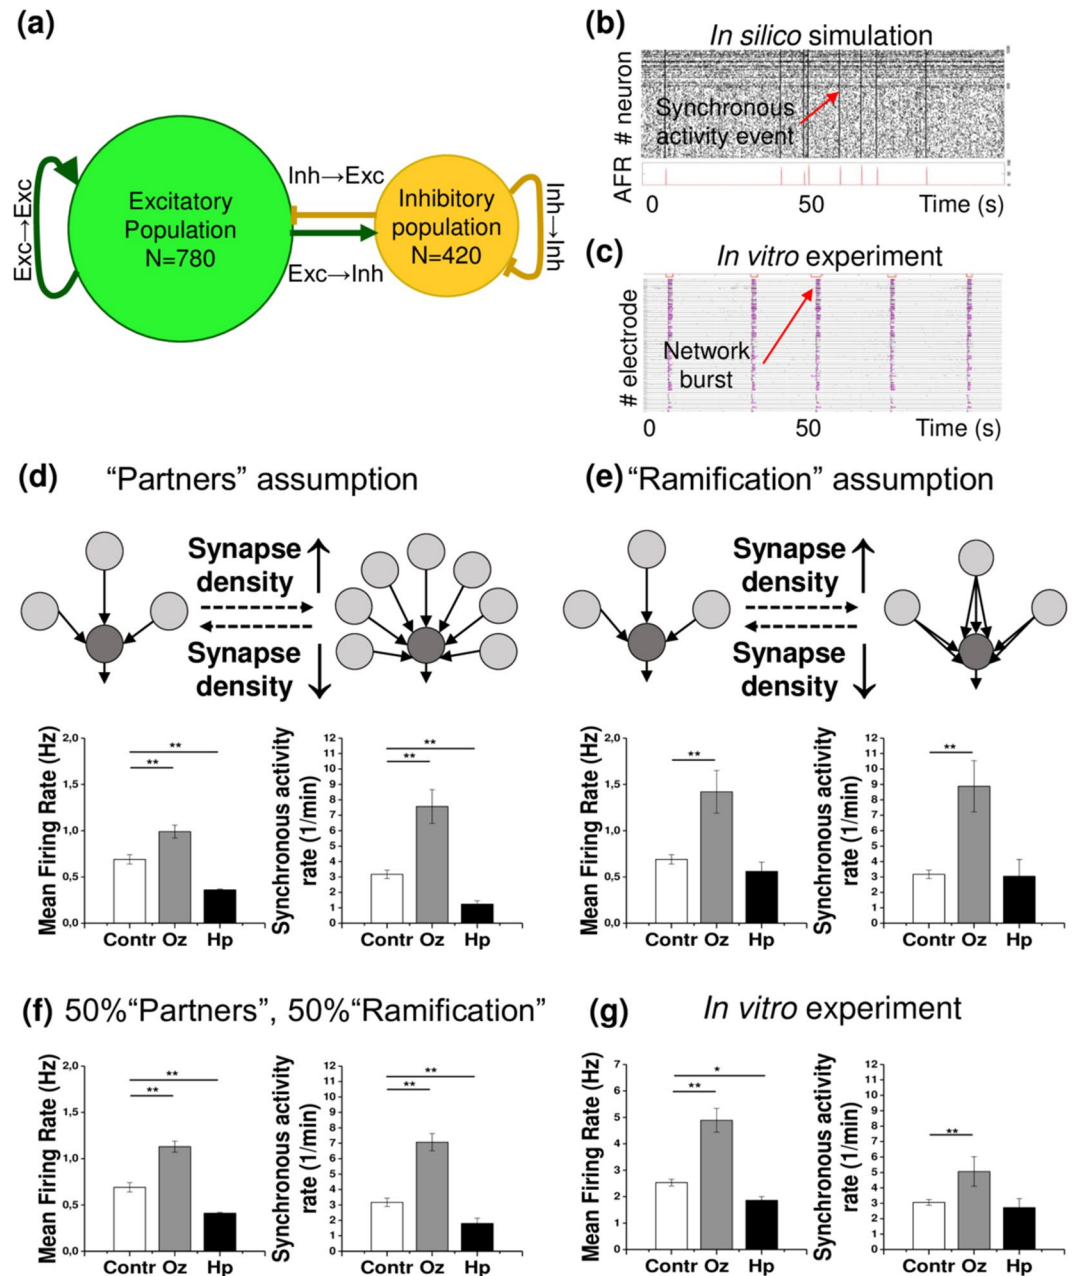 (a)
Excitatory
Population
N=780
Inhibitory
population
N=420
Exc→Exc
Inh→Exc
Exc→Inh
Inh→Inh
(b)
In silico simulation
# neuron
Synchronous
activity event
AFR
0 50 Time (s)
(c)
In vitro experiment
# electrode
Network
burst
0 50 Time (s)
(d) “Partners” assumption
Synapse
density
Synapse
density
Mean Firing Rate (Hz)
2,0
1,5
1,0
0,5
0,0
**
**
Contr Oz Hp
Synchronous activity
rate (1/min)
12
11
10
9
8
7
6
5
4
3
2
1
0
**
**
Contr Oz Hp
(e) “Ramification” assumption
Synapse
density
Synapse
density
Mean Firing Rate (Hz)
2,0
1,5
1,0
0,5
0,0
**
Contr Oz Hp
Synchronous activity
rate (1/min)
12
11
10
9
8
7
6
5
4
3
2
1
0
**
Contr Oz Hp
(f) 50%“Partners”, 50%“Ramification”
Mean Firing Rate (Hz)
2,0
1,5
1,0
0,5
0,0
**
**
Contr Oz Hp
Synchronous activity
rate (1/min)
12
11
10
9
8
7
6
5
4
3
2
1
0
**
**
Contr Oz Hp
(g) In vitro experiment
Mean Firing Rate (Hz)
7
6
5
4
3
2
1
0
*
**
Contr Oz Hp
Synchronous activity
rate (1/min)
12
11
10
9
8
7
6
5
4
3
2
1
0
**
Contr Oz Hp